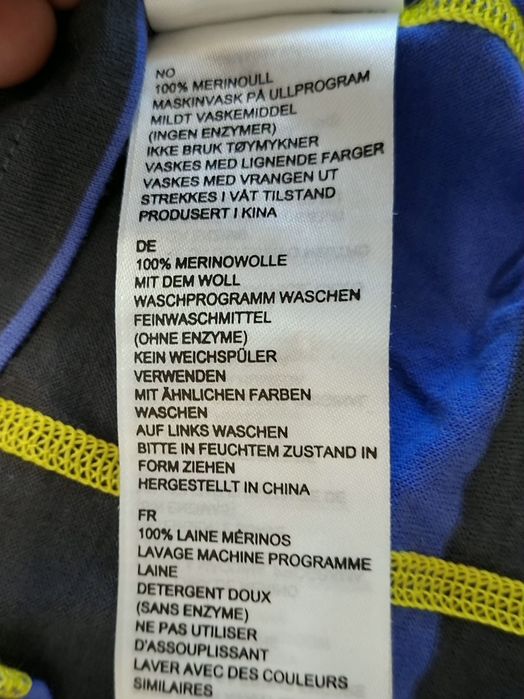 NO
100% MERINOULL
MASKINVASK PÅ ULLPROGRAM
MILDT VASKEMIDDEL
(INGEN ENZYMER)
IKKE BRUK TØYMYKNER
VASKES MED LIGNENDE FARGER
VASKES MED VRANGEN UT
STREKKES I VÅT TILSTAND
PRODUSERT I KINA
DE
100% MERINOWOLLE
MIT DEM WOLL
WASCHPROGRAMM WASCHEN
FEINWASCHMITTEL
(OHNE ENZYME)
KEIN WEICHSPÜLER
VERWENDEN
MIT ÄHNLICHEN FARBEN
WASCHEN
AUF LINKS WASCHEN
BITTE IN FEUCHTEM ZUSTAND IN
FORM ZIEHEN
HERGESTELLT IN CHINA
FR
100% LAINE MÉRINOS
LAVAGE MACHINE PROGRAMME
LAINE
DETERGENT DOUX
(SANS ENZYME)
NE PAS UTILISER
D'ASSOUPLISSANT
LAVER AVEC DES COULEURS
SIMILAIRES